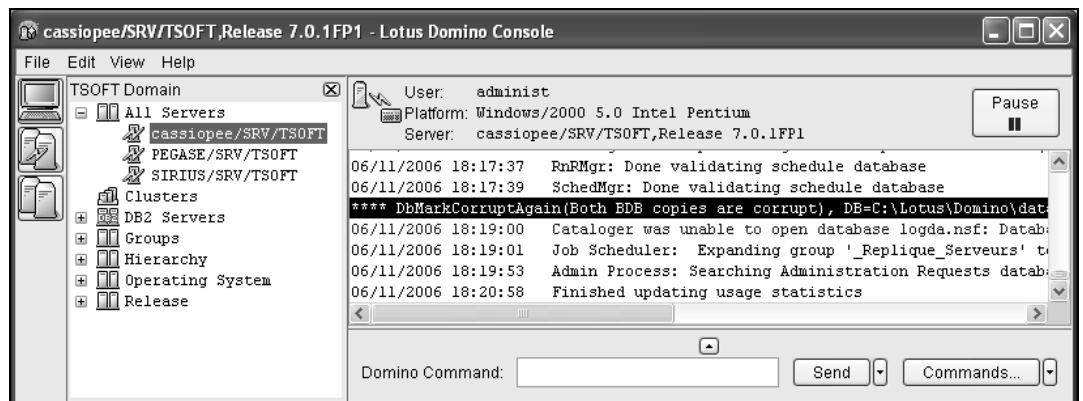 cassiopee/SRV/TSOFT,Release 7.0.1FP1 - Lotus Domino Console
File Edit View Help
TSOFT Domain
All Servers
cassiopee/SRV/TSOFT
PEGASE/SRV/TSOFT
SIRIUS/SRV/TSOFT
Clusters
DB2 Servers
Groups
Hierarchy
Operating System
Release
User: administ
Platform: Windows/2000 5.0 Intel Pentium
Server: cassiopee/SRV/TSOFT,Release 7.0.1FP1
Pause
06/11/2006 18:17:37 RnRMgr: Done validating schedule database
06/11/2006 18:17:39 SchedMgr: Done validating schedule database
**** DbMarkCorruptAgain(Both BDB copies are corrupt), DB=C:\Lotus\Domino\dat
06/11/2006 18:19:00 Cataloger was unable to open database logda.nsf: Datab
06/11/2006 18:19:01 Job Scheduler: Expanding group '_Replique_Serveurs' t
06/11/2006 18:19:53 Admin Process: Searching Administration Requests datab
06/11/2006 18:20:58 Finished updating usage statistics
Domino Command:
Send
Commands...